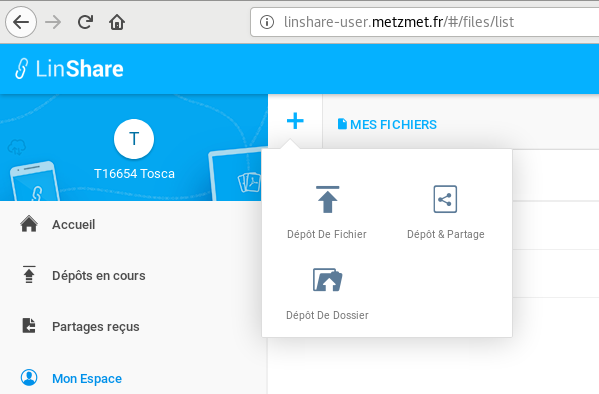 linshare-user.metzmet.fr/#/files/list
LinShare
T
T16654 Tosca
MES FICHIERS
Accueil
Dépôts en cours
Partages reçus
Mon Espace
Dépôt De Fichier
Dépôt & Partage
Dépôt De Dossier